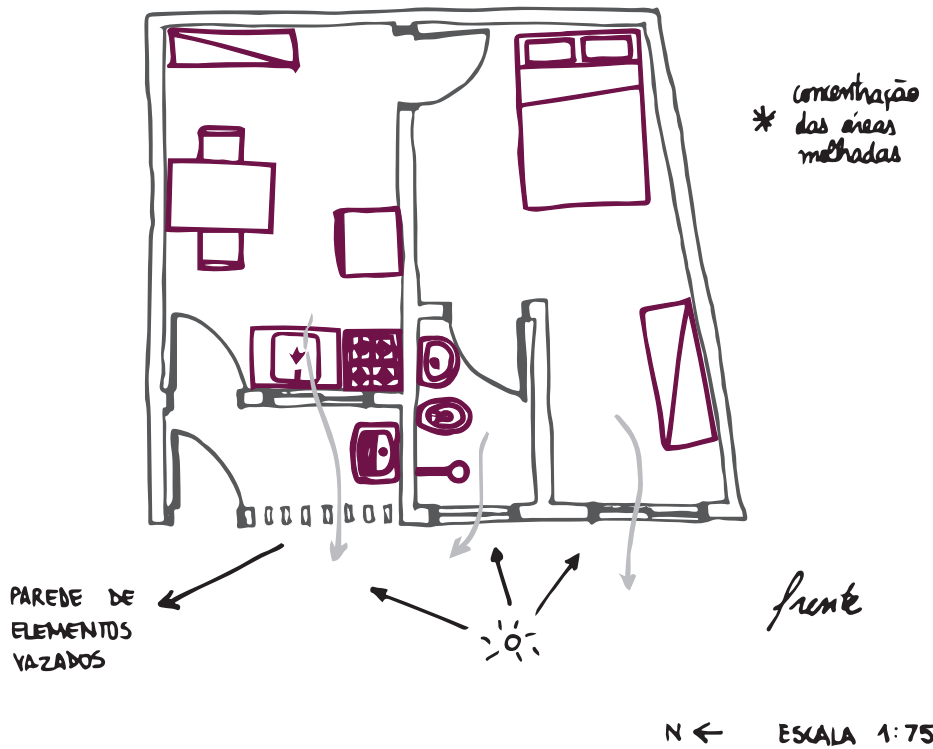 concentração
* das áreas
molhadas
PAREDE DE
ELEMENTOS
VAZADOS
frente
N ← ESCALA 1:75